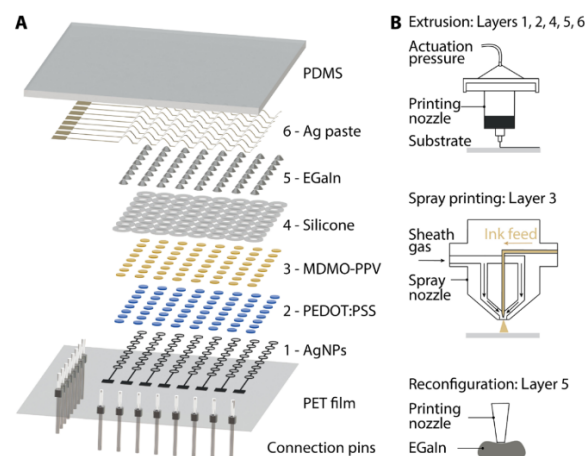 A
PDMS
6 - Ag paste
5 - EGaIn
4 - Silicone
3 - MDMO-PPV
2 - PEDOT:PSS
1 - AgNPs
PET film
Connection pins
B Extrusion: Layers 1, 2, 4, 5, 6
Actuation
pressure
Printing
nozzle
Substrate
Spray printing: Layer 3
Sheath
gas
Ink feed
Spray
nozzle
Reconfiguration: Layer 5
Printing
nozzle
EGaIn